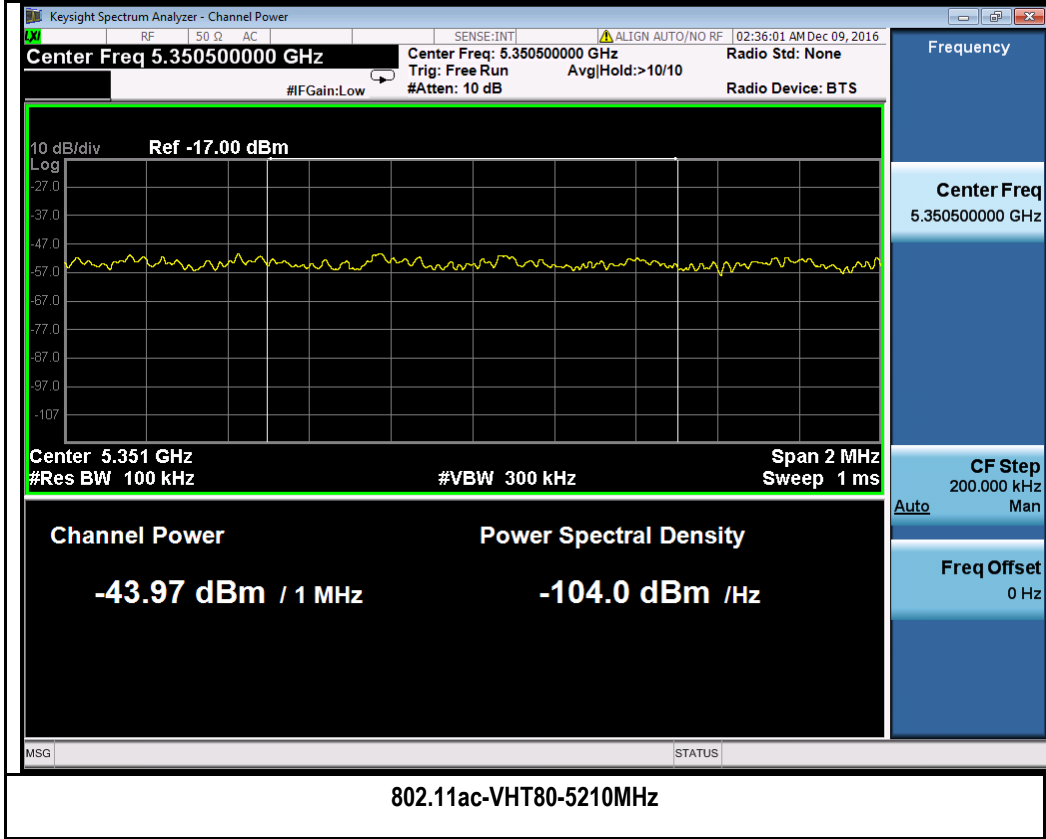 Keysight Spectrum Analyzer - Channel Power
LXI RF 50 Ω AC SENSE:INT ALIGN AUTO/NO RF 02:36:01 AM Dec 09, 2016
Center Freq 5.350500000 GHz
Center Freq: 5.350500000 GHz Radio Std: None
Trig: Free Run Avg|Hold:>10/10
#IFGain:Low #Atten: 10 dB Radio Device: BTS
10 dB/div Ref -17.00 dBm
Log
-27.0
-37.0
-47.0
-57.0
-67.0
-77.0
-87.0
-97.0
-107
Center 5.351 GHz Span 2 MHz
#Res BW 100 kHz #VBW 300 kHz Sweep 1 ms
Channel Power Power Spectral Density
-43.97 dBm / 1 MHz -104.0 dBm /Hz
Frequency
Center Freq
5.350500000 GHz
CF Step
200.000 kHz
Auto Man
Freq Offset
0 Hz
MSG STATUS
802.11ac-VHT80-5210MHz